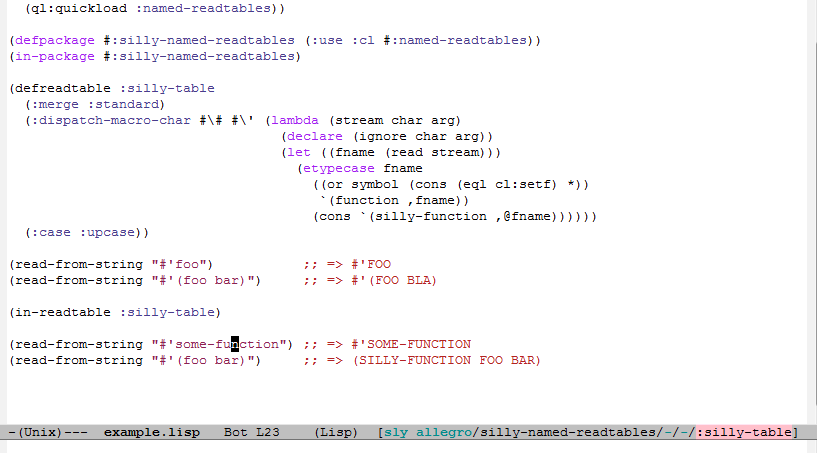 (ql:quickload :named-readtables))
(defpackage #:silly-named-readtables (:use :cl #:named-readtables))
(in-package #:silly-named-readtables)
(defreadtable :silly-table
(:merge :standard)
(:dispatch-macro-char #\# #\' (lambda (stream char arg)
(declare (ignore char arg))
(let ((fname (read stream)))
(etypecase fname
((or symbol (cons (eql cl:setf) *))
`(function ,fname))
(cons `(silly-function ,@fname))))))
(:case :upcase))
(read-from-string "#'foo") ;; => #'FOO
(read-from-string "#'(foo bar)") ;; => #'(FOO BLA)
(in-readtable :silly-table)
(read-from-string "#'some-function") ;; => #'SOME-FUNCTION
(read-from-string "#'(foo bar)") ;; => (SILLY-FUNCTION FOO BAR)
-(Unix)--- example.lisp Bot L23 (Lisp) [sly allegro/silly-named-readtables/-/-/:silly-table]